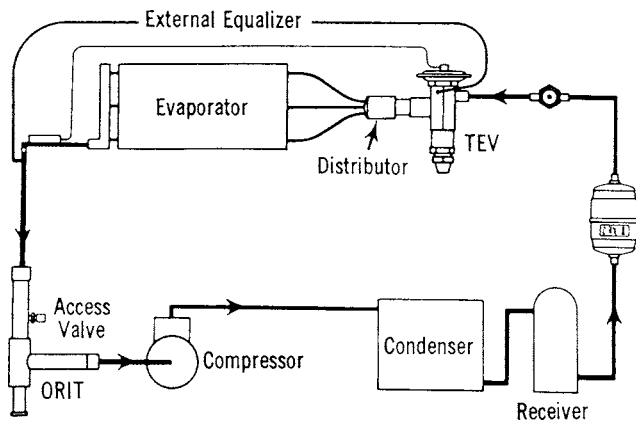 External Equalizer
Evaporator
TEV
Distributor
Access
Valve
Compressor
Condenser
ORIT
Receiver